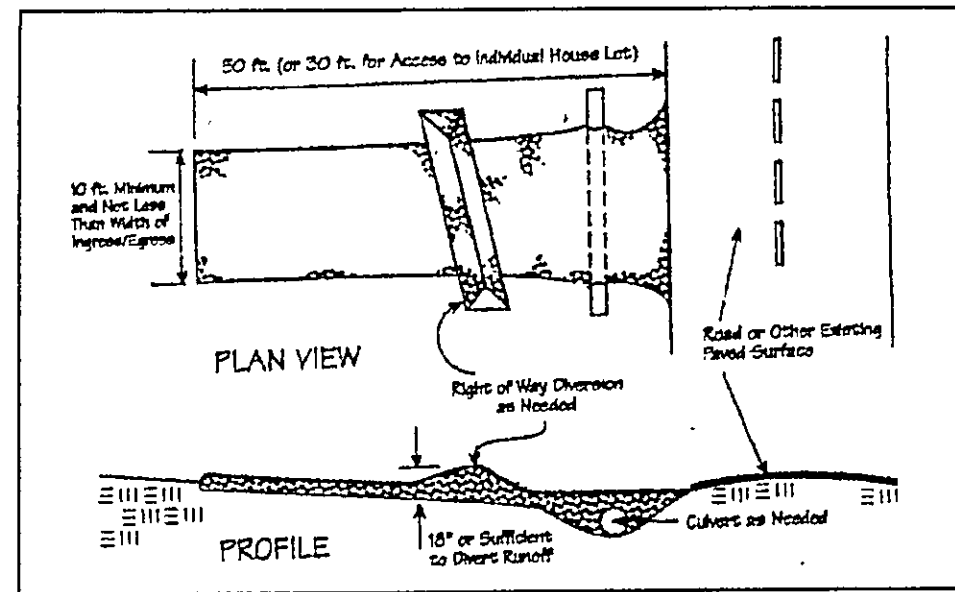 50 ft. (or 30 ft. for Access to Individual House Lot)
10 ft. Minimum
and Not Less
Than Width of
Ingress/Egress
PLAN VIEW
Right of Way Diversion
as Needed
Road or Other Existing
Paved Surface
18" or Sufficient
to Divert Runoff
Culvert as Needed
PROFILE